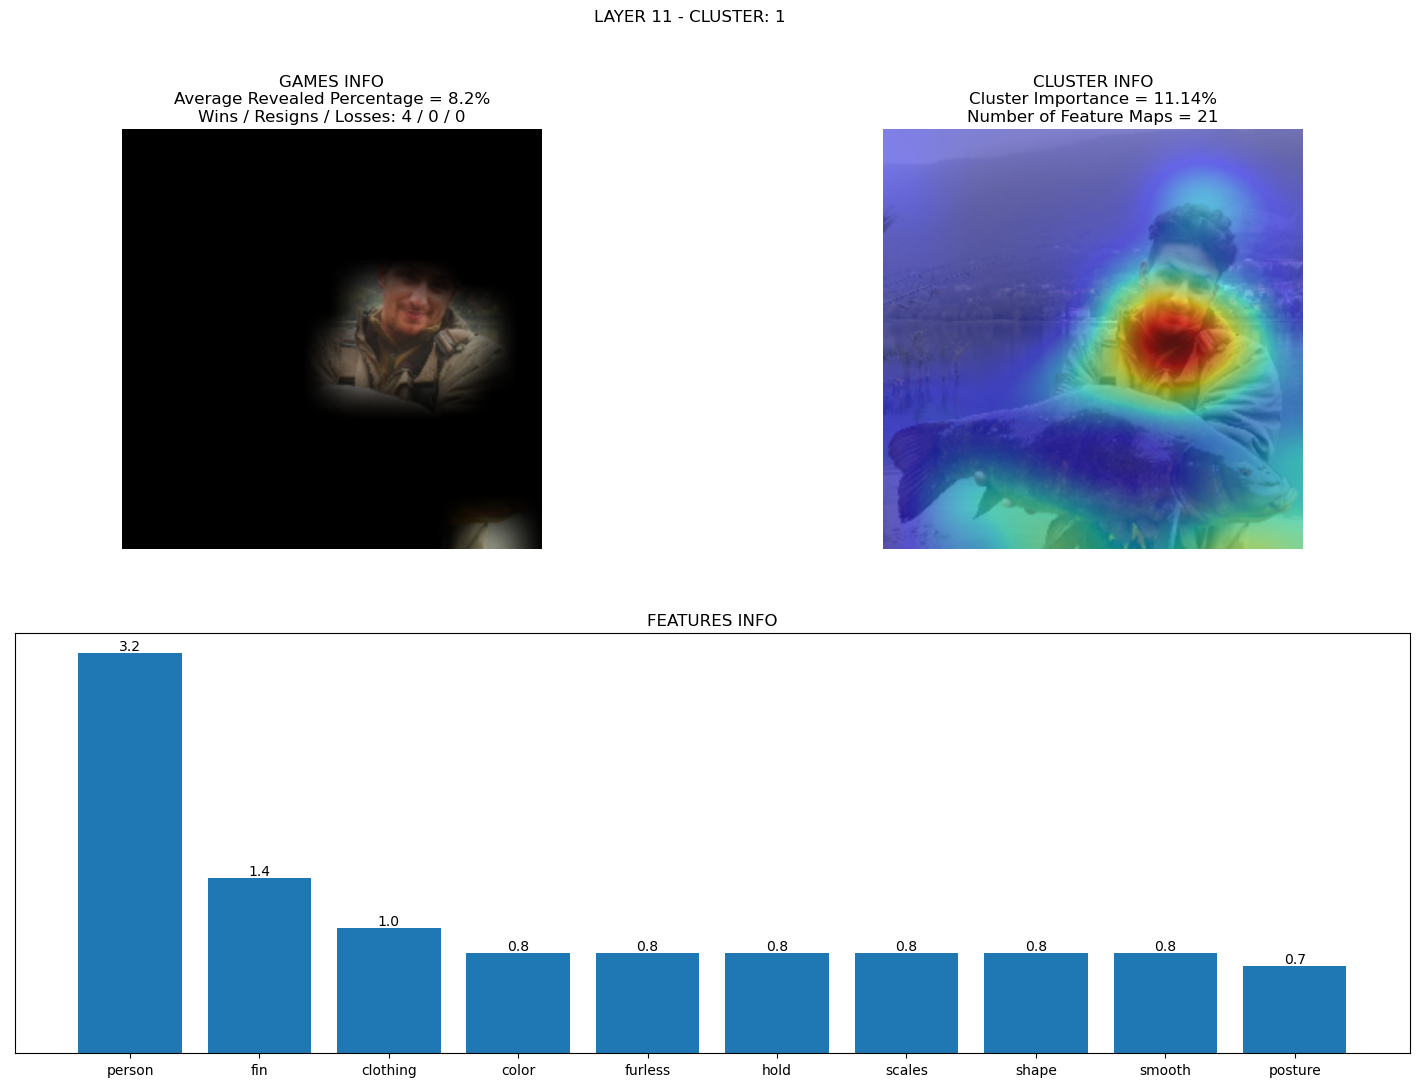 LAYER 11 - CLUSTER: 1
GAMES INFO
Average Revealed Percentage = 8.2%
Wins / Resigns / Losses: 4 / 0 / 0
CLUSTER INFO
Cluster Importance = 11.14%
Number of Feature Maps = 21
FEATURES INFO
3.2
1.4
1.0
0.8
0.8
0.8
0.8
0.8
0.8
0.7
person
fin
clothing
color
furless
hold
scales
shape
smooth
posture